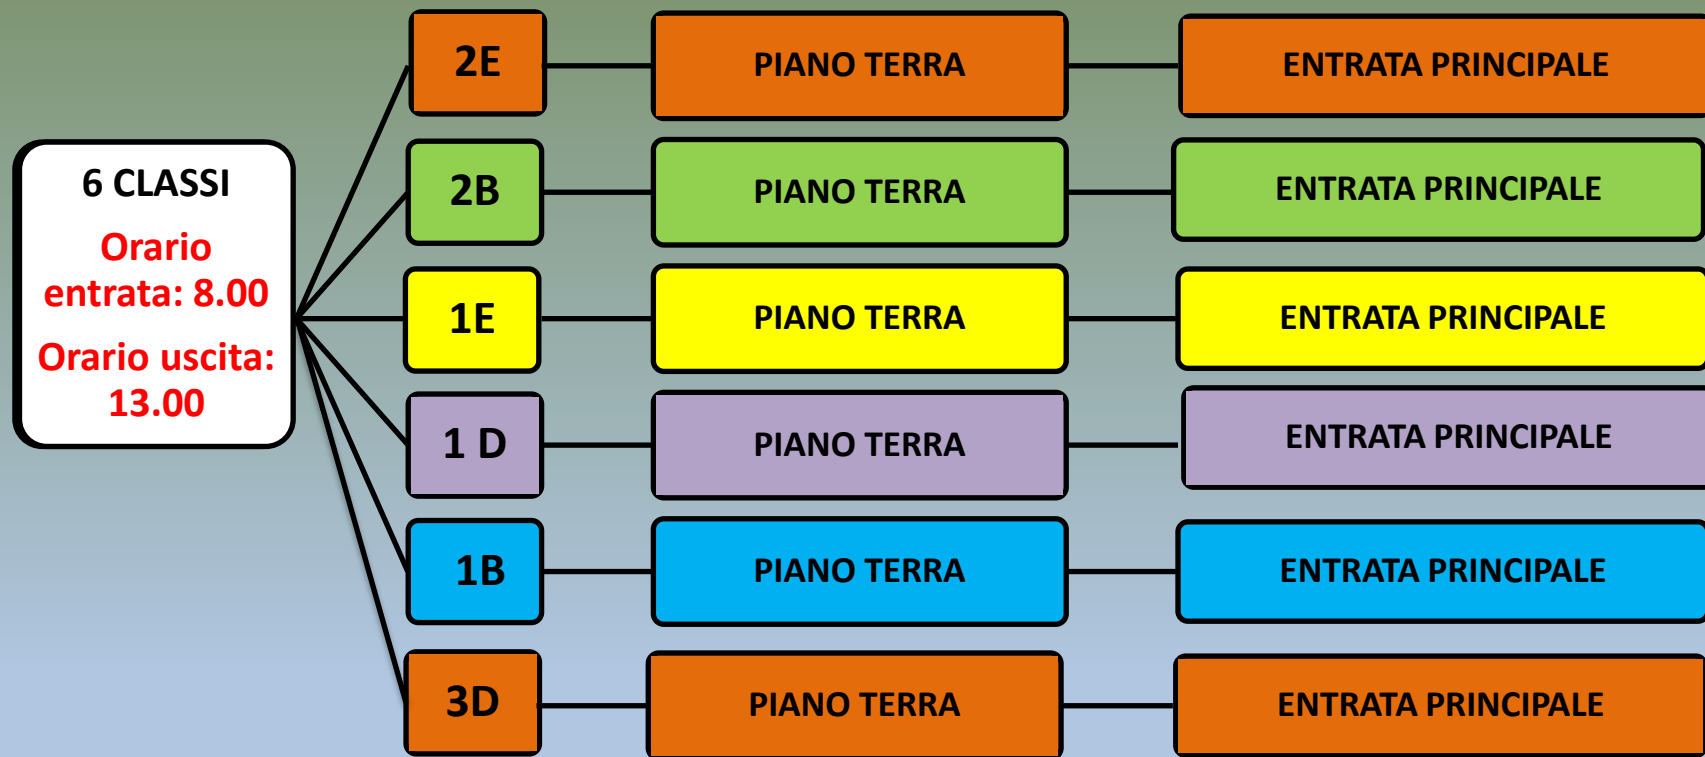 6 CLASSI
Orario
entrata: 8.00
Orario uscita:
13.00
2E
PIANO TERRA
ENTRATA PRINCIPALE
2B
PIANO TERRA
ENTRATA PRINCIPALE
1E
PIANO TERRA
ENTRATA PRINCIPALE
1 D
PIANO TERRA
ENTRATA PRINCIPALE
1B
PIANO TERRA
ENTRATA PRINCIPALE
3D
PIANO TERRA
ENTRATA PRINCIPALE